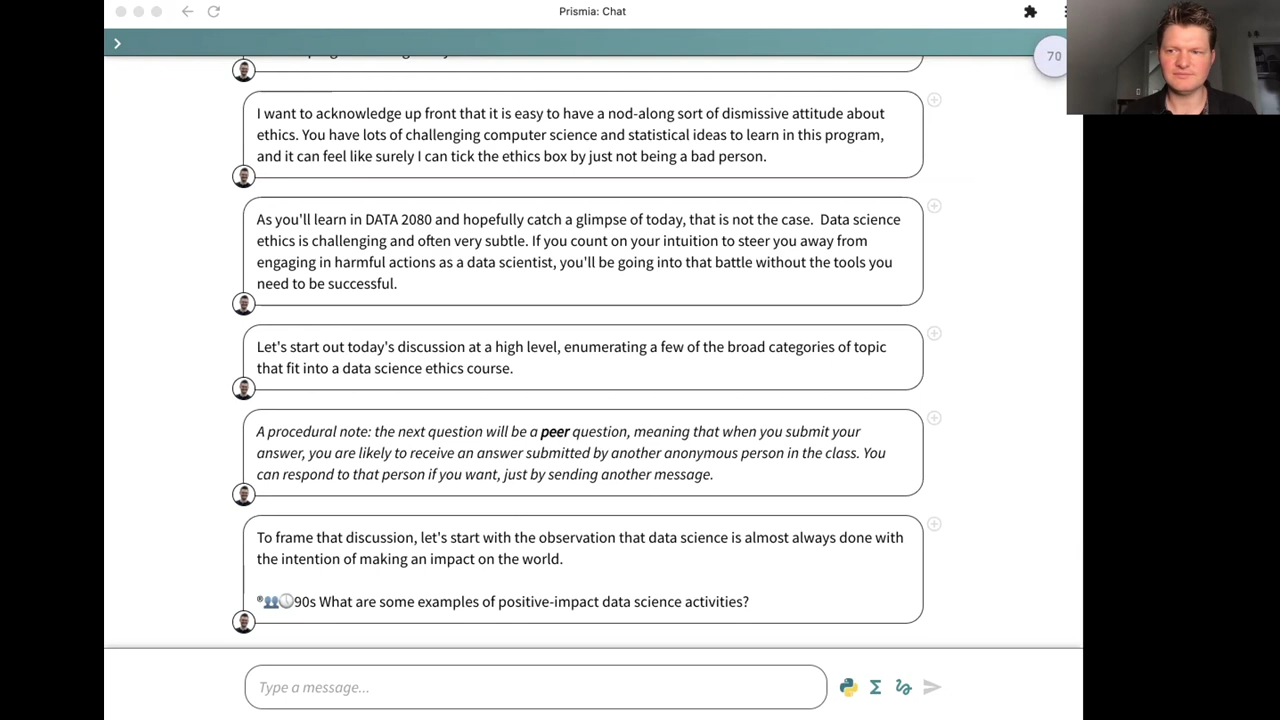 Prismia: Chat
70
I want to acknowledge up front that it is easy to have a nod-along sort of dismissive attitude about
ethics. You have lots of challenging computer science and statistical ideas to learn in this program,
and it can feel like surely I can tick the ethics box by just not being a bad person.
As you'll learn in DATA 2080 and hopefully catch a glimpse of today, that is not the case.  Data science
ethics is challenging and often very subtle. If you count on your intuition to steer you away from
engaging in harmful actions as a data scientist, you'll be going into that battle without the tools you
need to be successful.
Let's start out today's discussion at a high level, enumerating a few of the broad categories of topic
that fit into a data science ethics course.
A procedural note: the next question will be a peer question, meaning that when you submit your
answer, you are likely to receive an answer submitted by another anonymous person in the class. You
can respond to that person if you want, just by sending another message.
To frame that discussion, let's start with the observation that data science is almost always done with
the intention of making an impact on the world.
®👥🕔90s What are some examples of positive-impact data science activities?
Type a message...